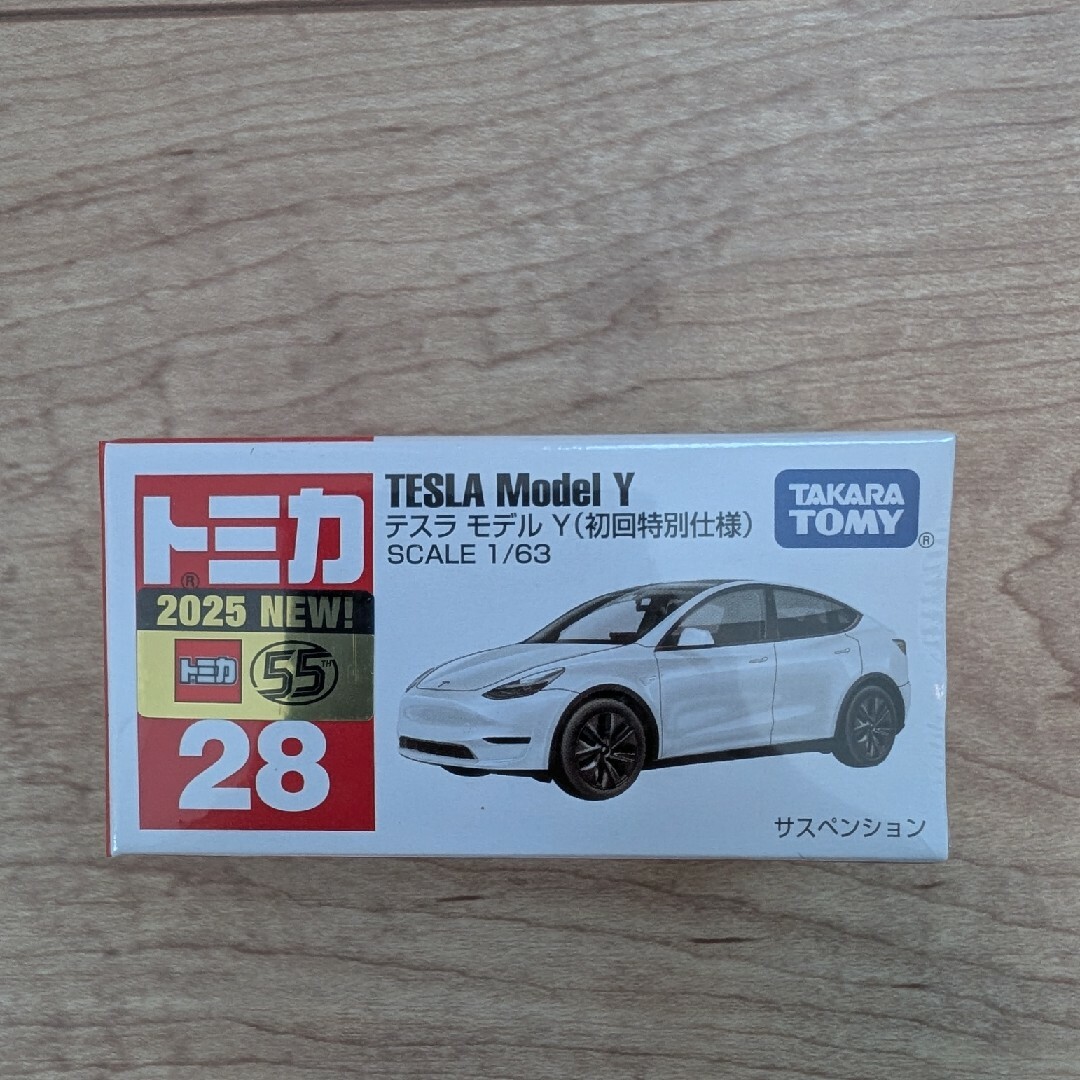 トミカ
®
2025 NEW!
トミカ 55TH
28
TESLA Model Y
テスラ モデル Y(初回特別仕様)
SCALE 1/63
TAKARA
TOMY
®
サスペンション